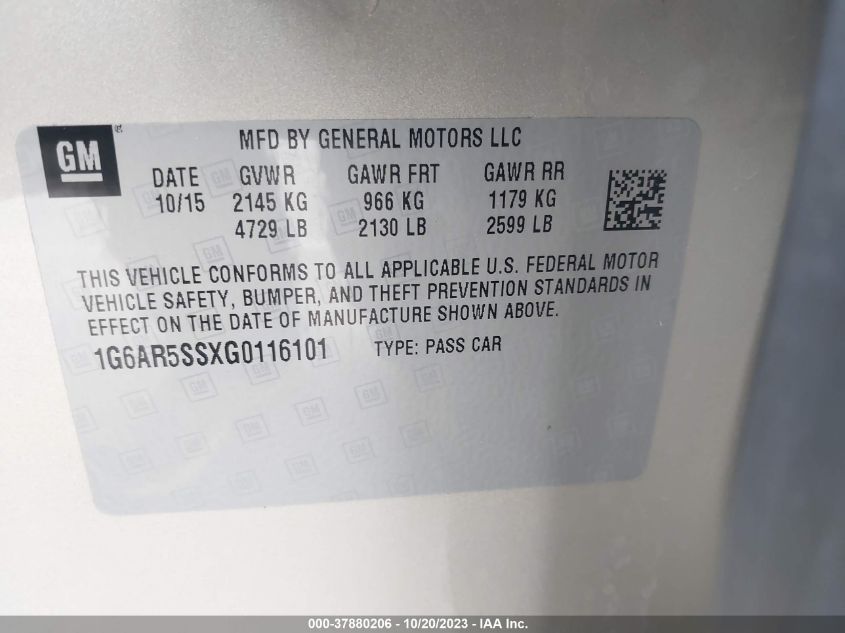 GM
MFD BY GENERAL MOTORS LLC
DATE GVWR GAWR FRT GAWR RR
10/15 2145 KG 966 KG 1179 KG
4729 LB 2130 LB 2599 LB
THIS VEHICLE CONFORMS TO ALL APPLICABLE U.S. FEDERAL MOTOR
VEHICLE SAFETY, BUMPER, AND THEFT PREVENTION STANDARDS IN
EFFECT ON THE DATE OF MANUFACTURE SHOWN ABOVE.
1G6AR5SSXG0116101 TYPE: PASS CAR
000-37880206 - 10/20/2023 - IAA Inc.